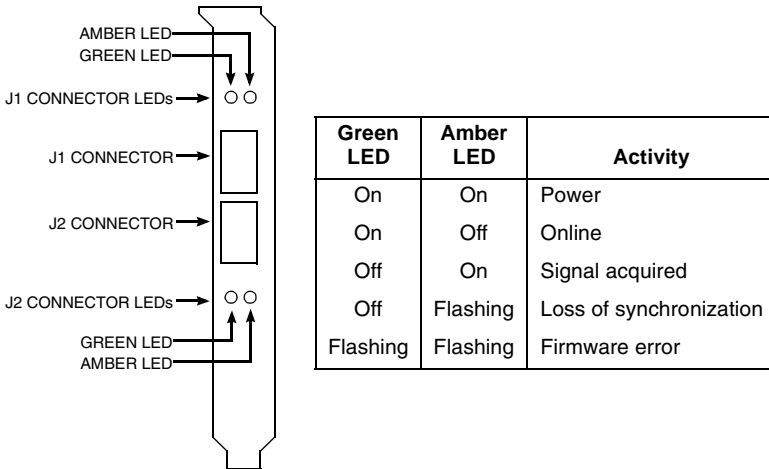 AMBER LED
GREEN LED
J1 CONNECTOR LEDs
J1 CONNECTOR
J2 CONNECTOR
J2 CONNECTOR LEDs
GREEN LED
AMBER LED
Green LED Amber LED Activity
On On Power
On Off Online
Off On Signal acquired
Off Flashing Loss of synchronization
Flashing Flashing Firmware error